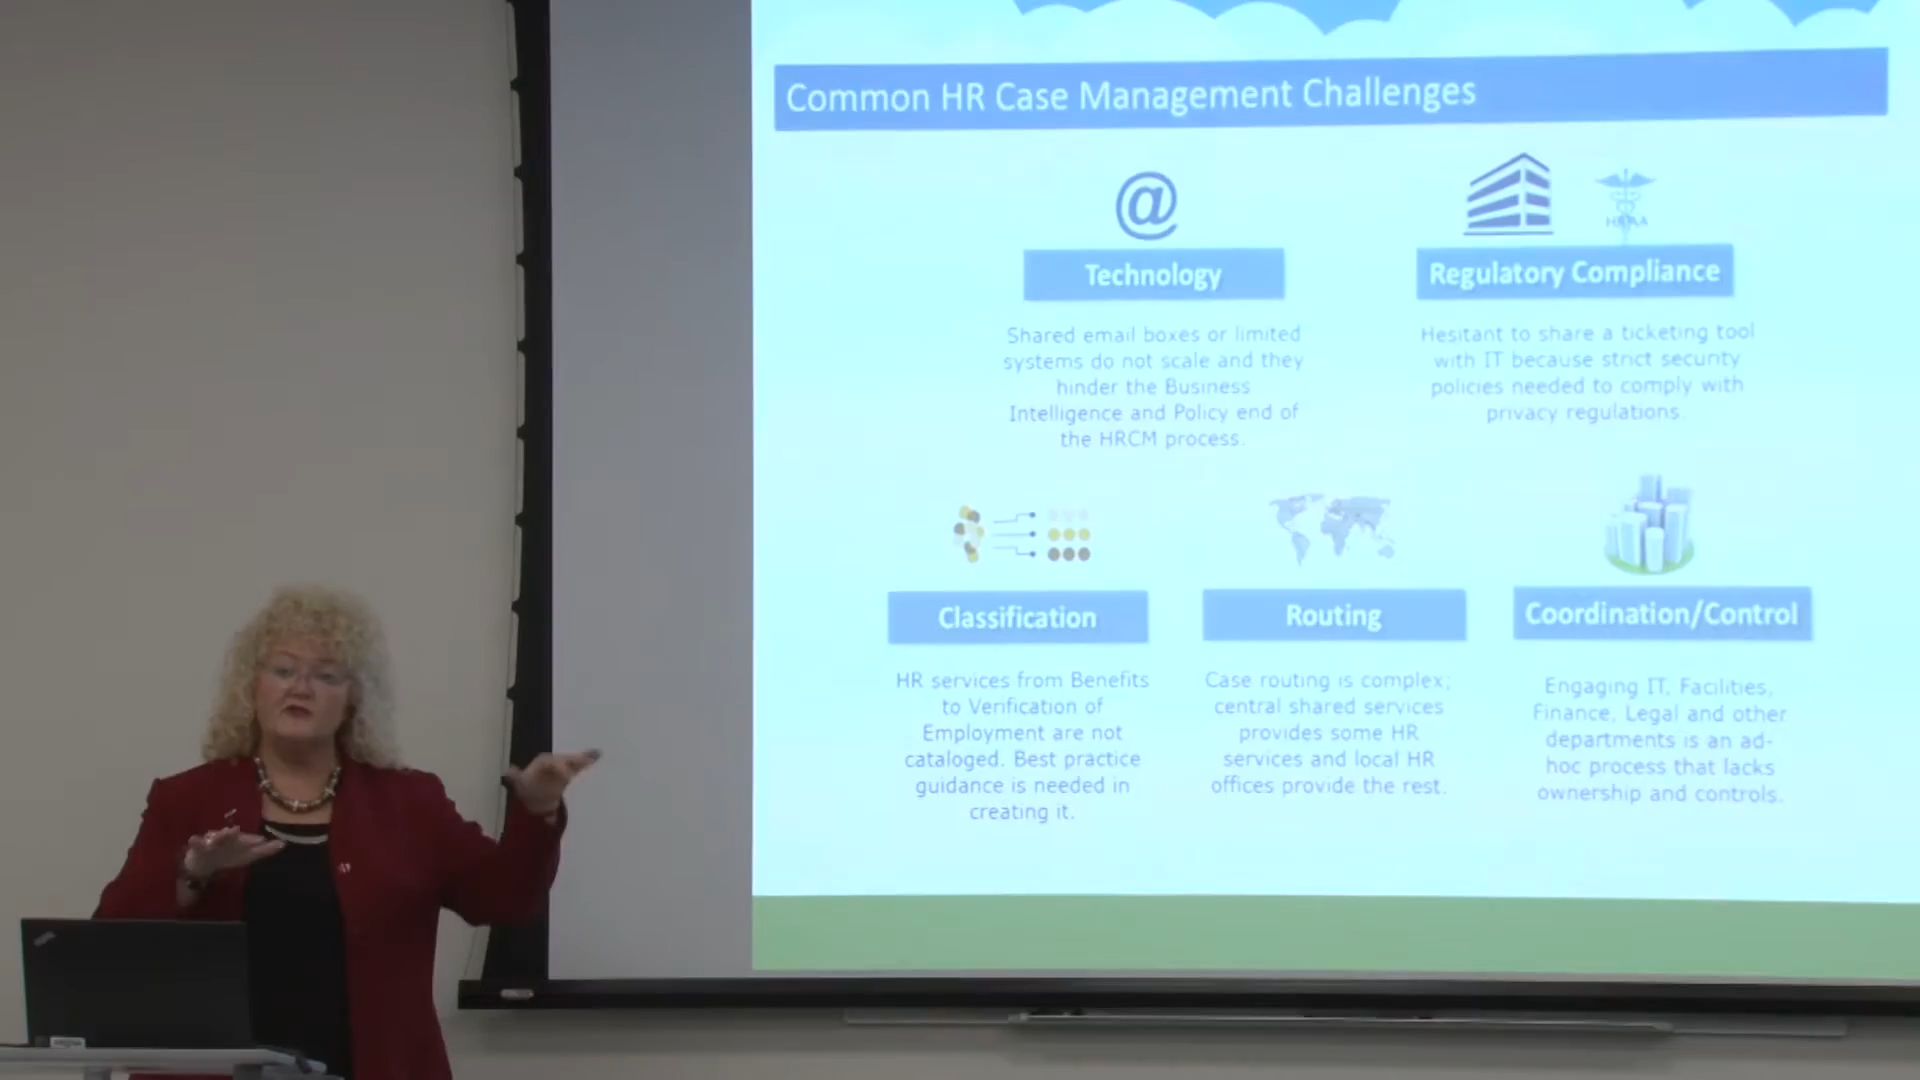 Common HR Case Management Challenges
Technology
Shared email boxes or limited
systems do not scale and they
hinder the Business
Intelligence and Policy end of
the HRCM process.
Regulatory Compliance
Hesitant to share a ticketing tool
with IT because strict security
policies needed to comply with
privacy regulations.
Classification
HR services from Benefits
to Verification of
Employment are not
cataloged. Best practice
guidance is needed in
creating it.
Routing
Case routing is complex;
central shared services
provides some HR
services and local HR
offices provide the rest.
Coordination/Control
Engaging IT, Facilities,
Finance, Legal and other
departments is an ad-
hoc process that lacks
ownership and controls.